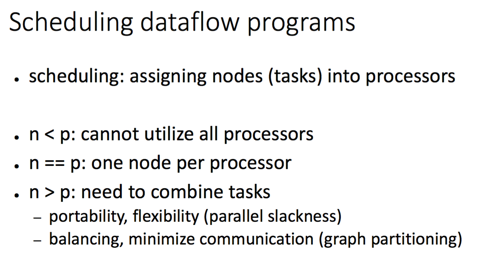 Scheduling dataflow programs
• scheduling: assigning nodes (tasks) into processors
• n < p: cannot utilize all processors
• n == p: one node per processor
• n > p: need to combine tasks
– portability, flexibility (parallel slackness)
– balancing, minimize communication (graph partitioning)